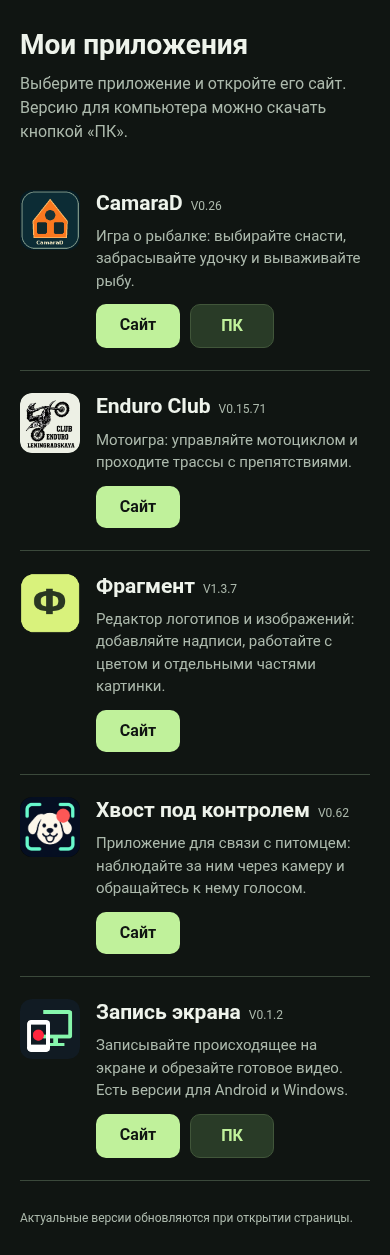 Мои приложения
Выберите приложение и откройте его сайт.
Версию для компьютера можно скачать
кнопкой «ПК».
CamaraD
CamaraD V0.26
Игра о рыбалке: выбирайте снасти,
забрасывайте удочку и вываживайте
рыбу.
Сайт ПК
CLUB
ENDURO
LENINGRADSKAYA
Enduro Club V0.15.71
Мотоигра: управляйте мотоциклом и
проходите трассы с препятствиями.
Сайт
Ф
Фрагмент V1.3.7
Редактор логотипов и изображений:
добавляйте надписи, работайте с
цветом и отдельными частями
картинки.
Сайт
Хвост под контролем V0.62
Приложение для связи с питомцем:
наблюдайте за ним через камеру и
обращайтесь к нему голосом.
Сайт
Запись экрана V0.1.2
Записывайте происходящее на
экране и обрезайте готовое видео.
Есть версии для Android и Windows.
Сайт ПК
Актуальные версии обновляются при открытии страницы.